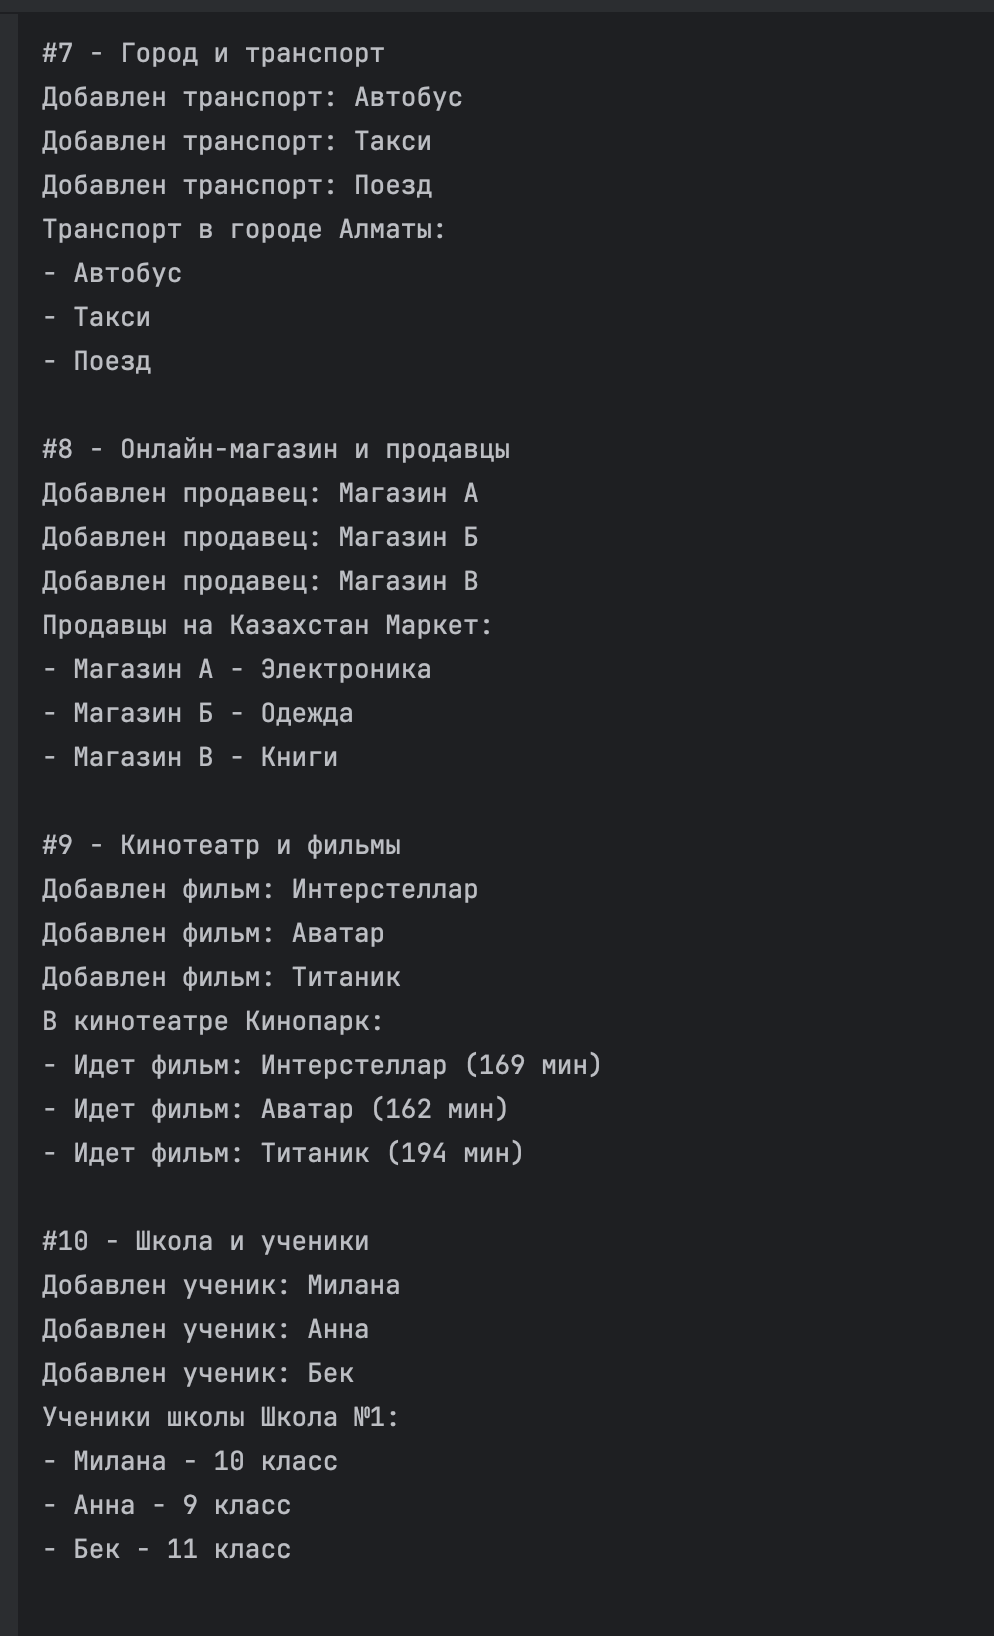 #7 - Город и транспорт
Добавлен транспорт: Автобус
Добавлен транспорт: Такси
Добавлен транспорт: Поезд
Транспорт в городе Алматы:
- Автобус
- Такси
- Поезд
#8 - Онлайн-магазин и продавцы
Добавлен продавец: Магазин А
Добавлен продавец: Магазин Б
Добавлен продавец: Магазин В
Продавцы на Казахстан Маркет:
- Магазин А - Электроника
- Магазин Б - Одежда
- Магазин В - Книги
#9 - Кинотеатр и фильмы
Добавлен фильм: Интерстеллар
Добавлен фильм: Аватар
Добавлен фильм: Титаник
В кинотеатре Кинопарк:
- Идет фильм: Интерстеллар (169 мин)
- Идет фильм: Аватар (162 мин)
- Идет фильм: Титаник (194 мин)
#10 - Школа и ученики
Добавлен ученик: Милана
Добавлен ученик: Анна
Добавлен ученик: Бек
Ученики школы Школа №1:
- Милана - 10 класс
- Анна - 9 класс
- Бек - 11 класс